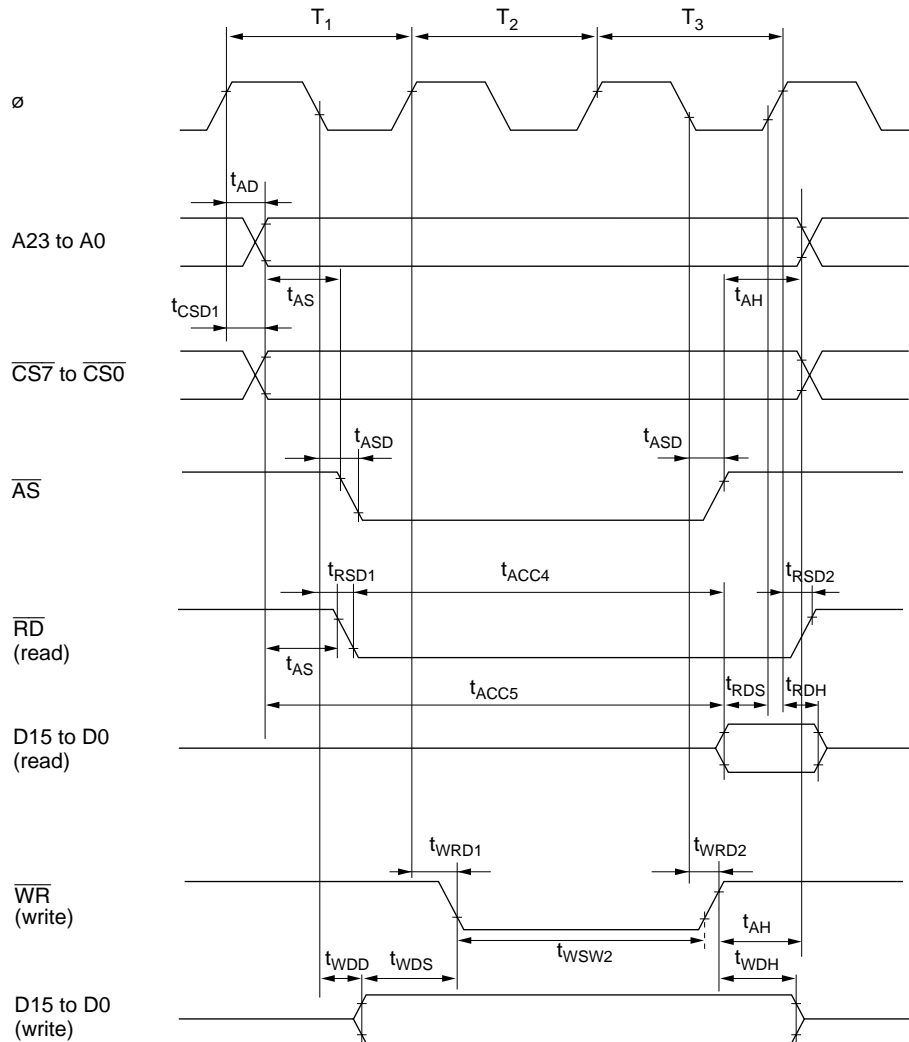 T1 T2 T3
ø
tAD
A23 to A0
tAS tAH
tCSD1
CS7 to CS0
tASD tASD
AS
tRSD1 tACC4 tRSD2
RD
(read)
tAS
tACC5 tRDS tRDH
D15 to D0
(read)
tWRD1 tWRD2
WR
(write)
tAH
tWSW2
tWDD tWDS tWDH
D15 to D0
(write)